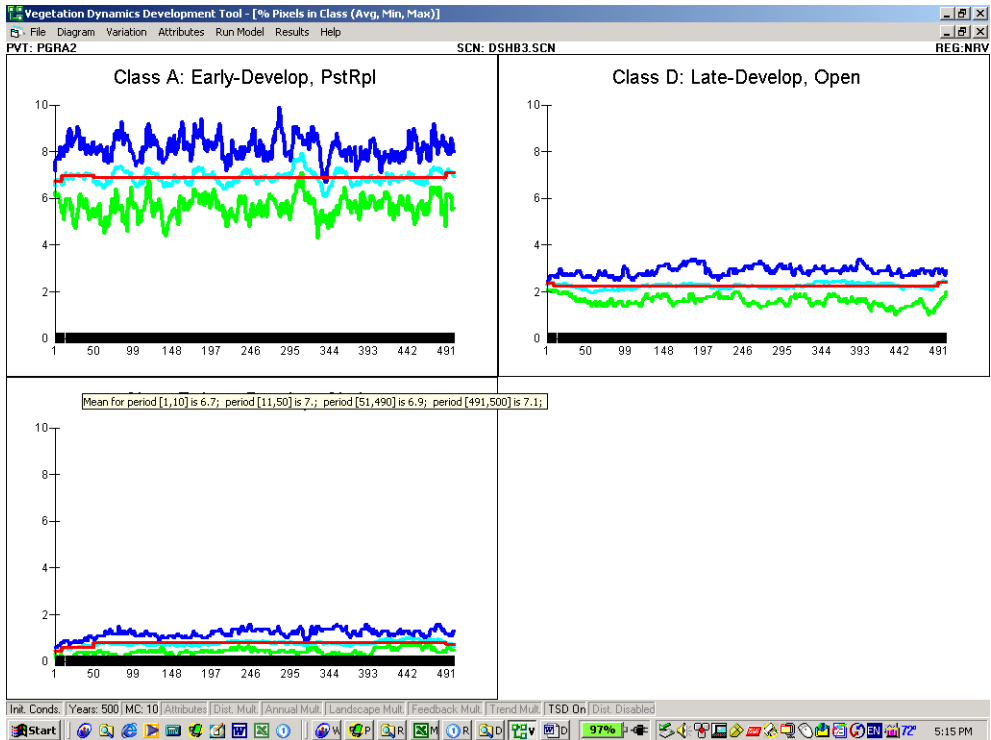 Vegetation Dynamics Development Tool - [% Pixels in Class (Avg, Min, Max)]
File Diagram Variation Attributes Run Model Results Help
PVT: PGRA2 SCN: DSHB3.SCN REG:NRV
Class A: Early-Develop, PstRpl
10
8
6
4
2
0
1 50 99 148 197 246 295 344 393 442 491
Class D: Late-Develop, Open
10
8
6
4
2
0
1 50 99 148 197 246 295 344 393 442 491
Mean for period [1,10] is 6.7; period [11,50] is 7.; period [51,490] is 6.9; period [491,500] is 7.1;
10
8
6
4
2
0
1 50 99 148 197 246 295 344 393 442 491
Init. Conds. Years: 500 MC: 10 Attributes Dist. Mult. Annual Mult. Landscape Mult. Feedback Mult. Trend Mult. TSD On Dist. Disabled
Start W P R M R D v D 97% EN 72° 5:15 PM